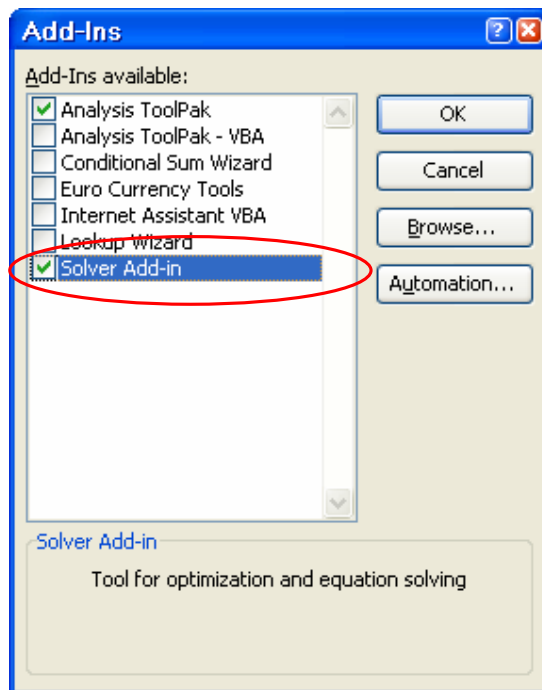 Add-Ins
Add-Ins available:
Analysis ToolPak
Analysis ToolPak - VBA
Conditional Sum Wizard
Euro Currency Tools
Internet Assistant VBA
Lookup Wizard
Solver Add-in
OK
Cancel
Browse...
Automation...
Solver Add-in
Tool for optimization and equation solving